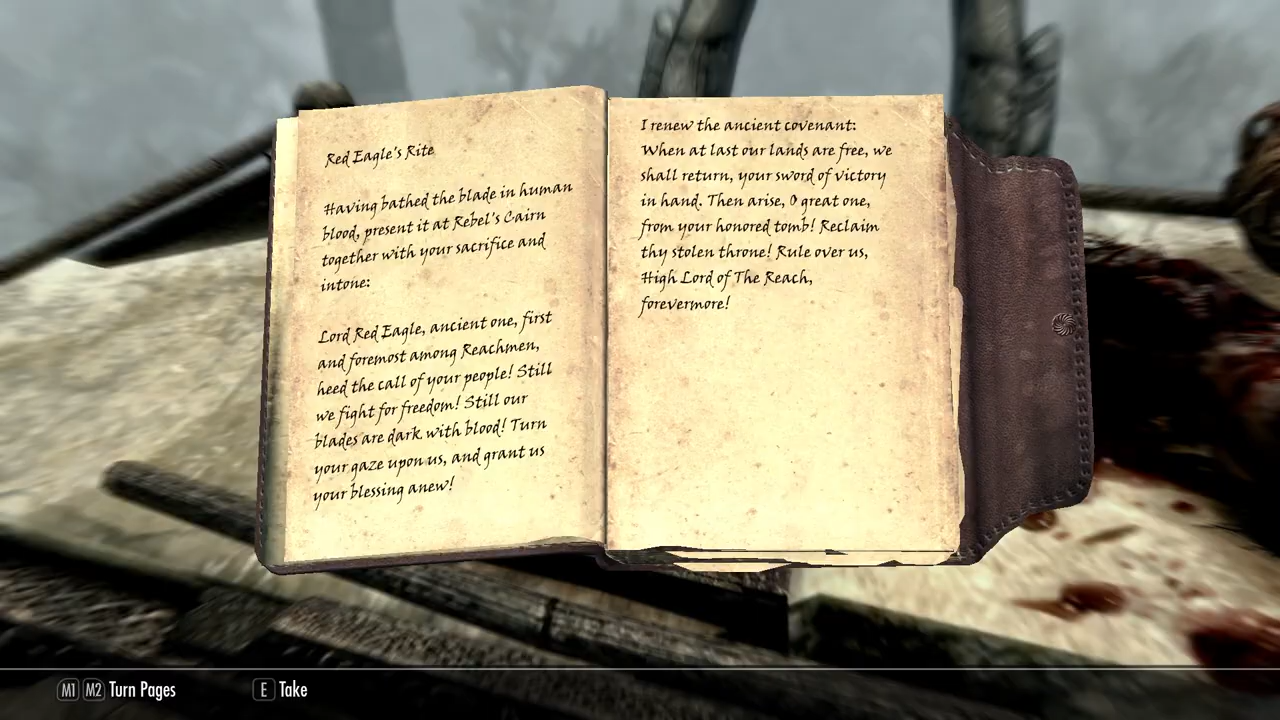 Red Eagle's Rite
Having bathed the blade in human
blood, present it at Rebel's Cairn
together with your sacrifice and
intone:
Lord Red Eagle, ancient one, first
and foremost among Reachmen,
heed the call of your people! Still
we fight for freedom! Still our
blades are dark with blood! Turn
your gaze upon us, and grant us
your blessing anew!
I renew the ancient covenant:
When at last our lands are free, we
shall return, your sword of victory
in hand. Then arise, O great one,
from your honored tomb! Reclaim
thy stolen throne! Rule over us,
High Lord of The Reach,
forevermore!
M1 M2 Turn Pages E Take